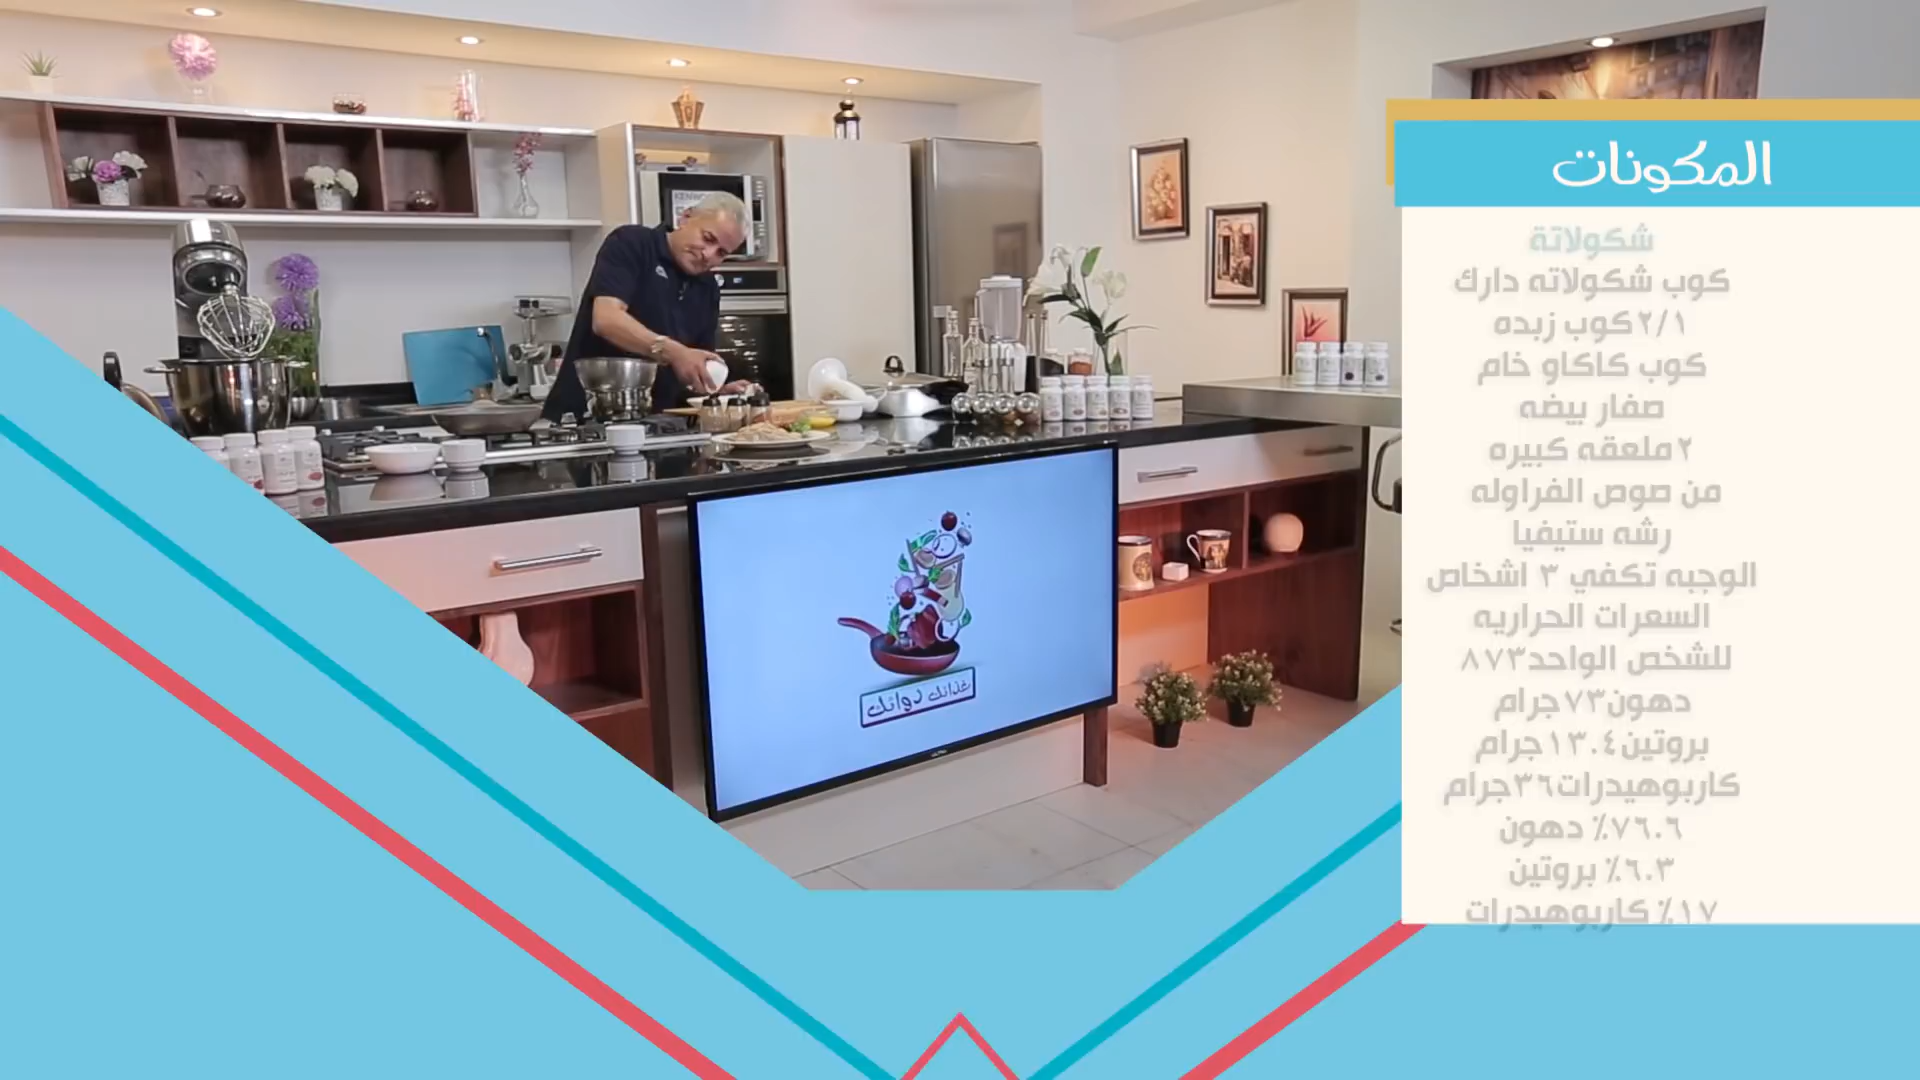 المكونات
شكولاتة
كوب شكولاته دارك
٢/١ كوب زبده
كوب كاكاو خام
صفار بيضه
٢ ملعقه كبيره
من صوص الفراوله
رشه ستيفيا
الوجبه تكفي ٣ اشخاص
السعرات الحراريه
للشخص الواحد٨٧٣
دهون٧٣جرام
بروتين١٣.٤جرام
كاربوهيدرات٣٦جرام
٧٦.٦٪ دهون
٦.٣٪ بروتين
١٧٪ كاربوهيدرات
غذائك دوائك